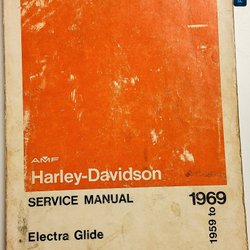 AMF
Harley-Davidson
SERVICE MANUAL
1959 to
1969
Electra Glide